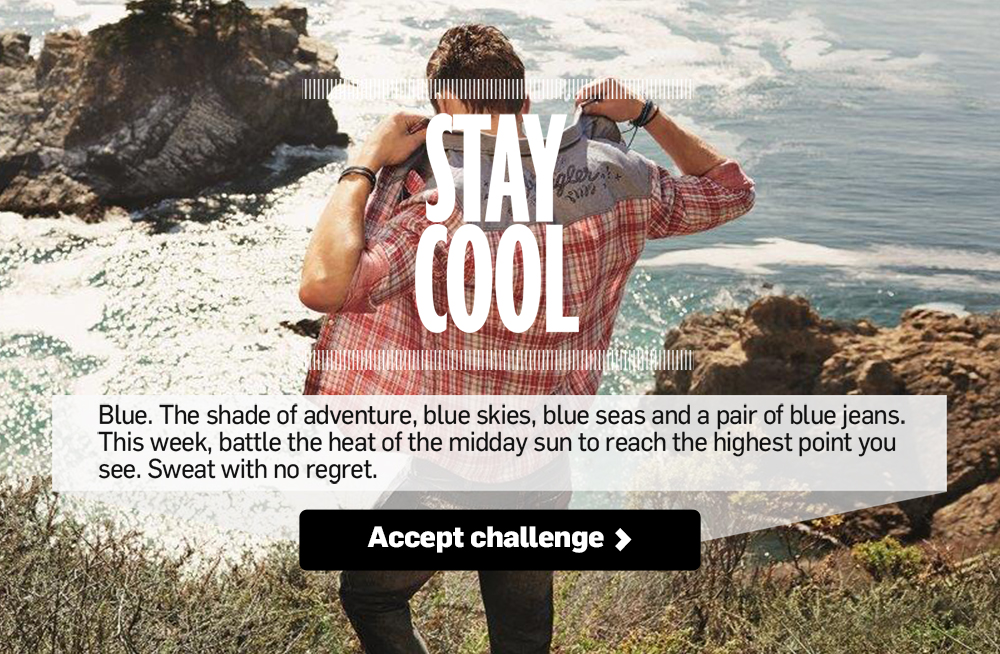 STAY
COOL
Blue. The shade of adventure, blue skies, blue seas and a pair of blue jeans.
This week, battle the heat of the midday sun to reach the highest point you
see. Sweat with no regret.
Accept challenge